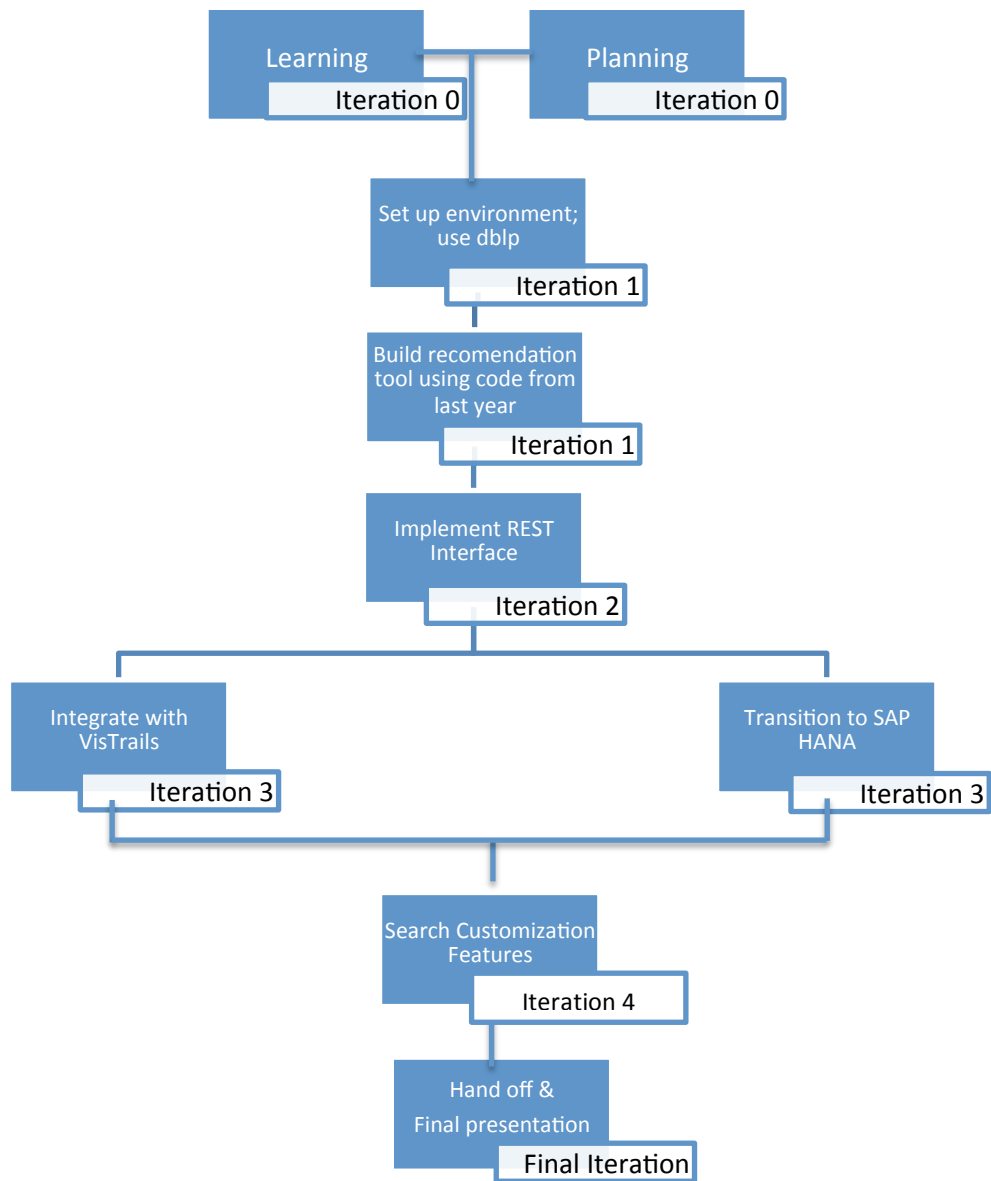 Learning
Iteration 0
Planning
Iteration 0
Set up environment;
use dblp
Iteration 1
Build recomendation
tool using code from
last year
Iteration 1
Implement REST
Interface
Iteration 2
Integrate with
VisTrails
Iteration 3
Transition to SAP
HANA
Iteration 3
Search Customization
Features
Iteration 4
Hand off &
Final presentation
Final Iteration